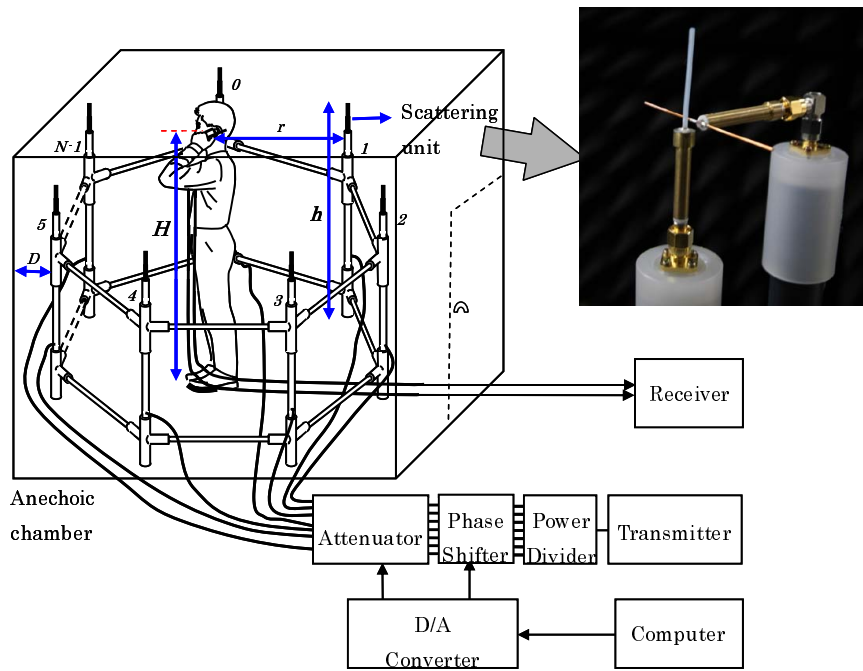 0
Scattering
unit
r
N-1
1
5
H
h
2
D
4
3
Receiver
Anechoic
chamber
Attenuator
Phase
Shifter
Power
Divider
Transmitter
D/A
Converter
Computer